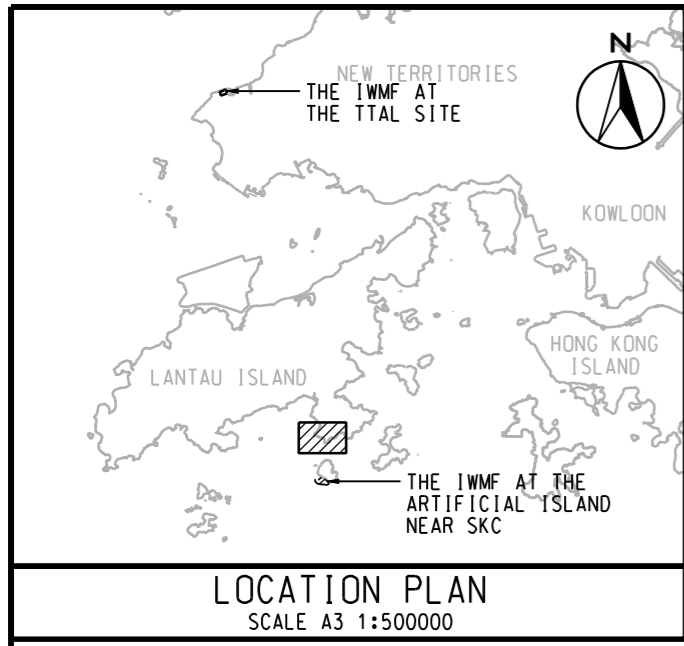 N
NEW TERRITORIES
THE IWMF AT
THE TTAL SITE
KOWLOON
HONG KONG
ISLAND
LANTAU ISLAND
THE IWMF AT THE
ARTIFICIAL ISLAND
NEAR SKC
LOCATION PLAN
SCALE A3 1:500000